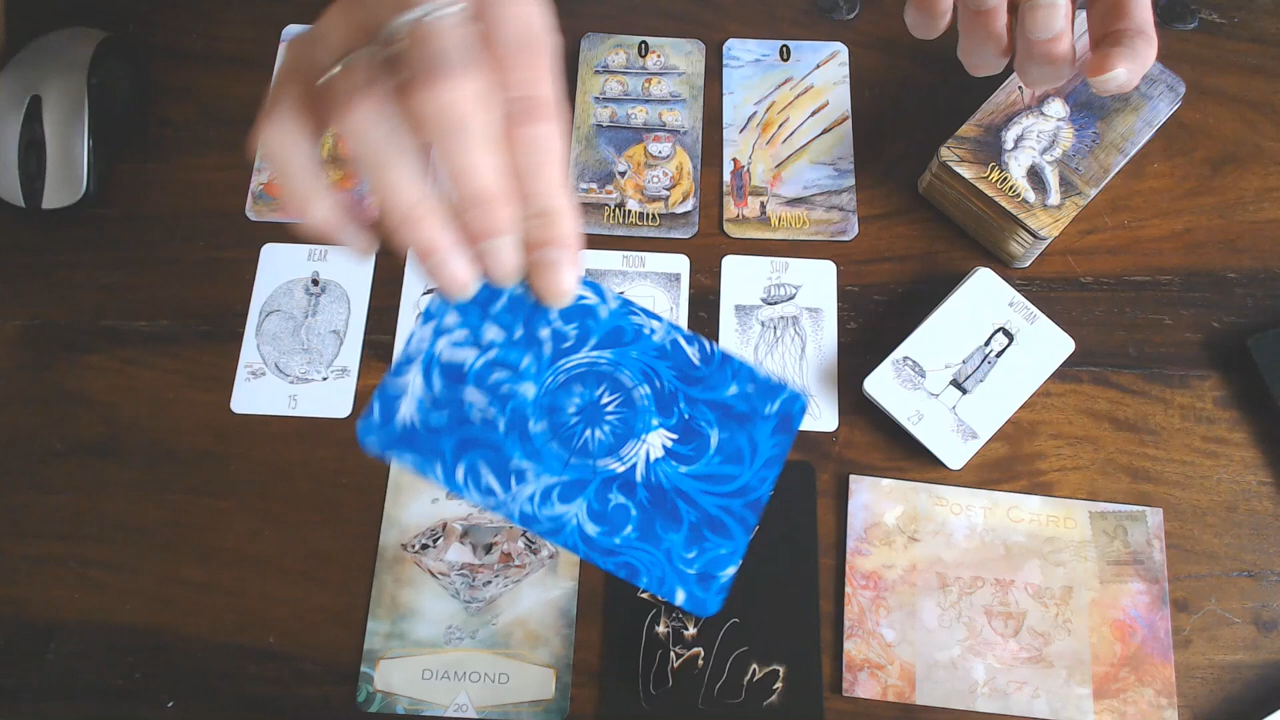 PENTACLES
WANDS
SWORDS
BEAR
15
MOON
SHIP
WOMAN
29
DIAMOND
20
POST CARD